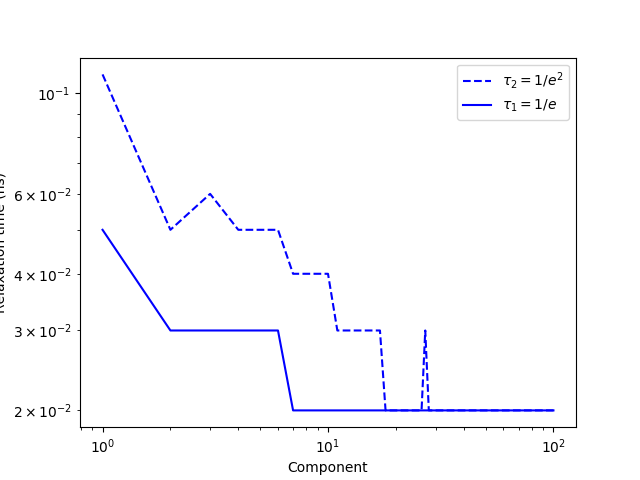 τ₂ = 1/e²
τ₁ = 1/e
10⁻¹
6 × 10⁻²
4 × 10⁻²
3 × 10⁻²
2 × 10⁻²
time (ns)
10⁰ 10¹ 10²
Component